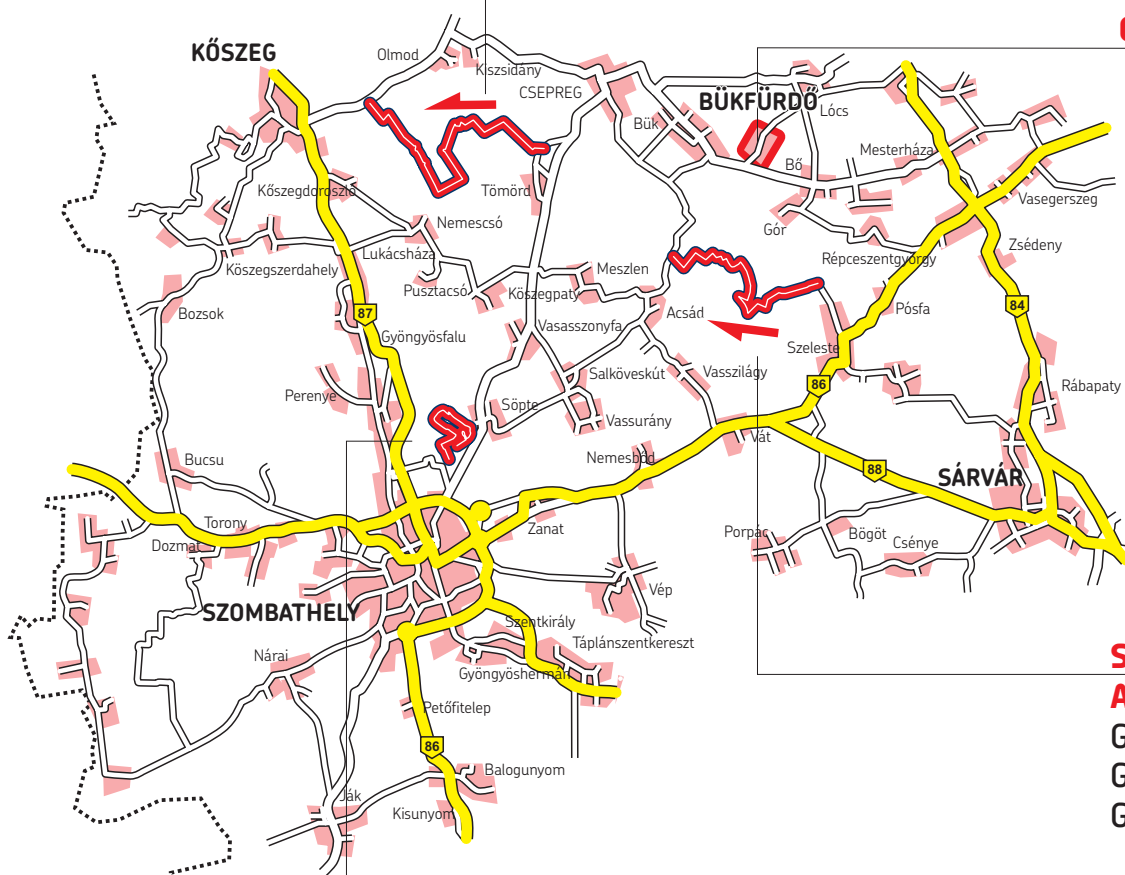 KŐSZEG
Olmod
Kiszsidány
CSEPREG
BÜKFÜRDŐ
Lócs
Bük
Mesterháza
Bő
Kőszegdoroszló
Tömörd
Vasegerszeg
Nemescsó
Gór
Zsédeny
Lukácsháza
Répceszentgyörgy
Köszegszerdahely
Meszlen
Pusztacsó
Köszegpaty
Bozsok
Acsád
Pósfa
84
87
Vasasszonyfa
Gyöngyösfalu
Szeleste
Salköveskút
Vasszilágy
86
Rábapaty
Perenye
Söpte
Vassurány
Vát
Bucsu
Nemesbőd
88
SÁRVÁR
Torony
Zanat
Porpác
Bögöt
Dozmat
Csénye
Vép
SZOMBATHELY
Szentkirály
Táplánszentkereszt
Nárai
Gyöngyöshermán
S
Petőfitelep
A
G
86
G
Balogunyom
Ják
Kisunyom
G